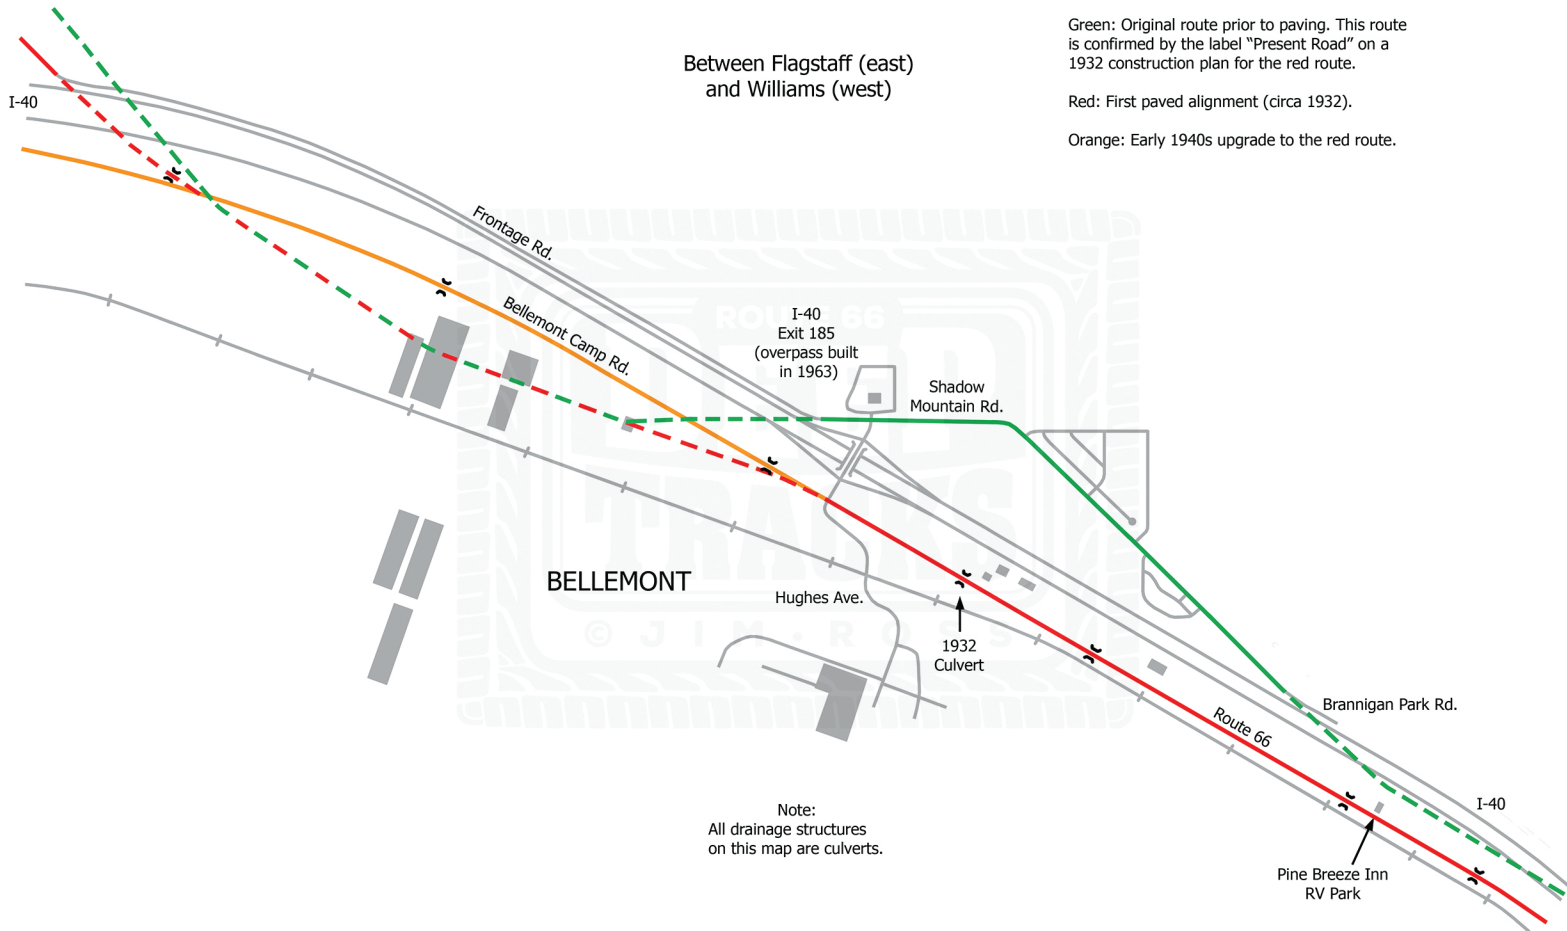 Between Flagstaff (east)
and Williams (west)
Green: Original route prior to paving. This route
is confirmed by the label “Present Road” on a
1932 construction plan for the red route.
Red: First paved alignment (circa 1932).
Orange: Early 1940s upgrade to the red route.
I-40
Frontage Rd.
Bellemont Camp Rd.
I-40
Exit 185
(overpass built
in 1963)
Shadow
Mountain Rd.
ROUTE 66
TRACKS
© JIM · ROSS
BELLEMONT
Hughes Ave.
1932
Culvert
Brannigan Park Rd.
Route 66
I-40
Note:
All drainage structures
on this map are culverts.
Pine Breeze Inn
RV Park